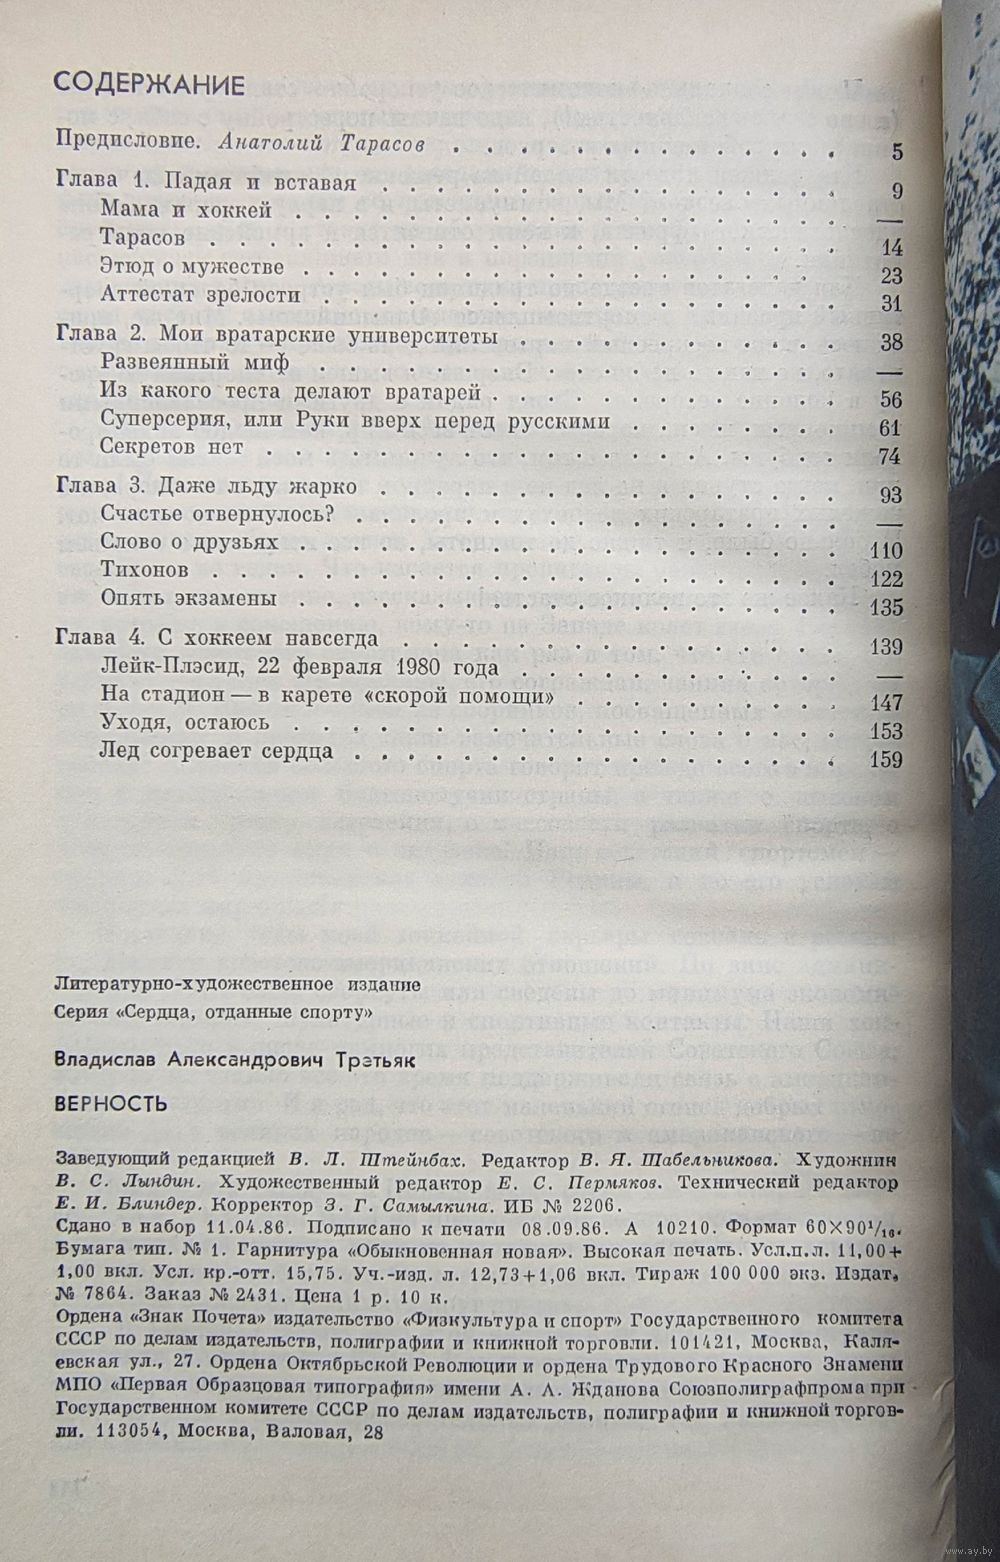 СОДЕРЖАНИЕ
Предисловие. Анатолий Тарасов . . . . . . . . . . . . . . . 5
Глава 1. Падая и вставая . . . . . . . . . . . . . . . . . 9
Мама и хоккей . . . . . . . . . . . . . . . . . . . . —
Тарасов . . . . . . . . . . . . . . . . . . . . . . . 14
Этюд о мужестве . . . . . . . . . . . . . . . . . . . 23
Аттестат зрелости . . . . . . . . . . . . . . . . . . 31
Глава 2. Мои вратарские университеты . . . . . . . . . . . . 38
Развеянный миф . . . . . . . . . . . . . . . . . . . —
Из какого теста делают вратарей . . . . . . . . . . . . . 56
Суперсерия, или Руки вверх перед русскими . . . . . . . . 61
Секретов нет . . . . . . . . . . . . . . . . . . . . 74
Глава 3. Даже льду жарко . . . . . . . . . . . . . . . . . 93
Счастье отвернулось? . . . . . . . . . . . . . . . . . —
Слово о друзьях . . . . . . . . . . . . . . . . . . . 110
Тихонов . . . . . . . . . . . . . . . . . . . . . . . 122
Опять экзамены . . . . . . . . . . . . . . . . . . . 135
Глава 4. С хоккеем навсегда . . . . . . . . . . . . . . . . 139
Лейк-Плэсид, 22 февраля 1980 года . . . . . . . . . . . —
На стадион — в карете «скорой помощи» . . . . . . . . . . 147
Уходя, остаюсь . . . . . . . . . . . . . . . . . . . . 153
Лед согревает сердца . . . . . . . . . . . . . . . . . 159
Литературно-художественное издание
Серия «Сердца, отданные спорту»
Владислав Александрович Третьяк
ВЕРНОСТЬ
Заведующий редакцией В. Л. Штейнбах. Редактор В. Я. Шабельникова. Художник
В. С. Лындин. Художественный редактор Е. С. Пермяков. Технический редактор
Е. И. Блиндер. Корректор З. Г. Самылкина. ИБ № 2206.
Сдано в набор 11.04.86. Подписано к печати 08.09.86. А 10210. Формат 60×90¹/₁₆.
Бумага тип. № 1. Гарнитура «Обыкновенная новая». Высокая печать. Усл.п.л. 11,00+
1,00 вкл. Усл. кр.-отт. 15,75. Уч.-изд. л. 12,73+1,06 вкл. Тираж 100 000 экз. Издат.
№ 7864. Заказ № 2431. Цена 1 р. 10 к.
Ордена «Знак Почета» издательство «Физкультура и спорт» Государственного комитета
СССР по делам издательств, полиграфии и книжной торговли. 101421, Москва, Каля-
евская ул., 27. Ордена Октябрьской Революции и ордена Трудового Красного Знамени
МПО «Первая Образцовая типография» имени А. А. Жданова Союзполиграфпрома при
Государственном комитете СССР по делам издательств, полиграфии и книжной торгов-
ли. 113054, Москва, Валовая, 28
www.ay.by